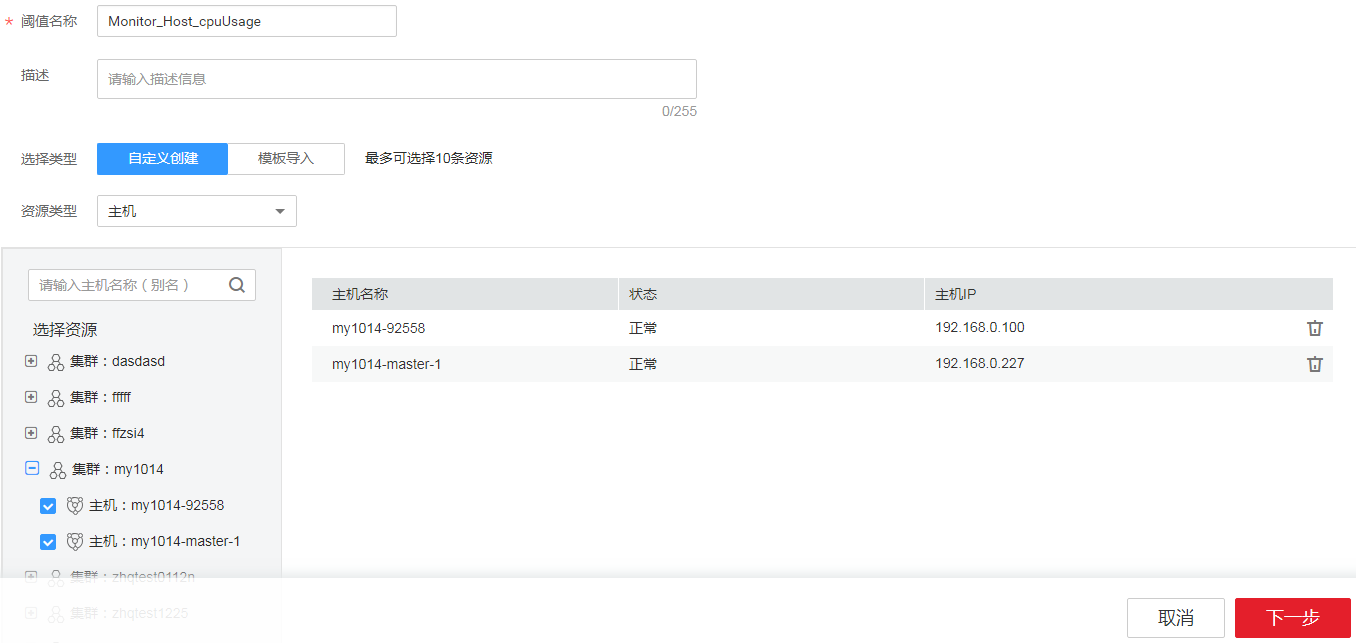 * 阈值名称 Monitor_Host_cpuUsage
描述 请输入描述信息
0/255
选择类型 自定义创建 模板导入 最多可选择10条资源
资源类型 主机
请输入主机名称（别名）
选择资源
集群：dasdasd
集群：fffff
集群：ffzsi4
集群：my1014
主机：my1014-92558
主机：my1014-master-1
集群：zhqtest0112n
集群：zhqtest1225
主机名称 状态 主机IP
my1014-92558 正常 192.168.0.100
my1014-master-1 正常 192.168.0.227
取消 下一步